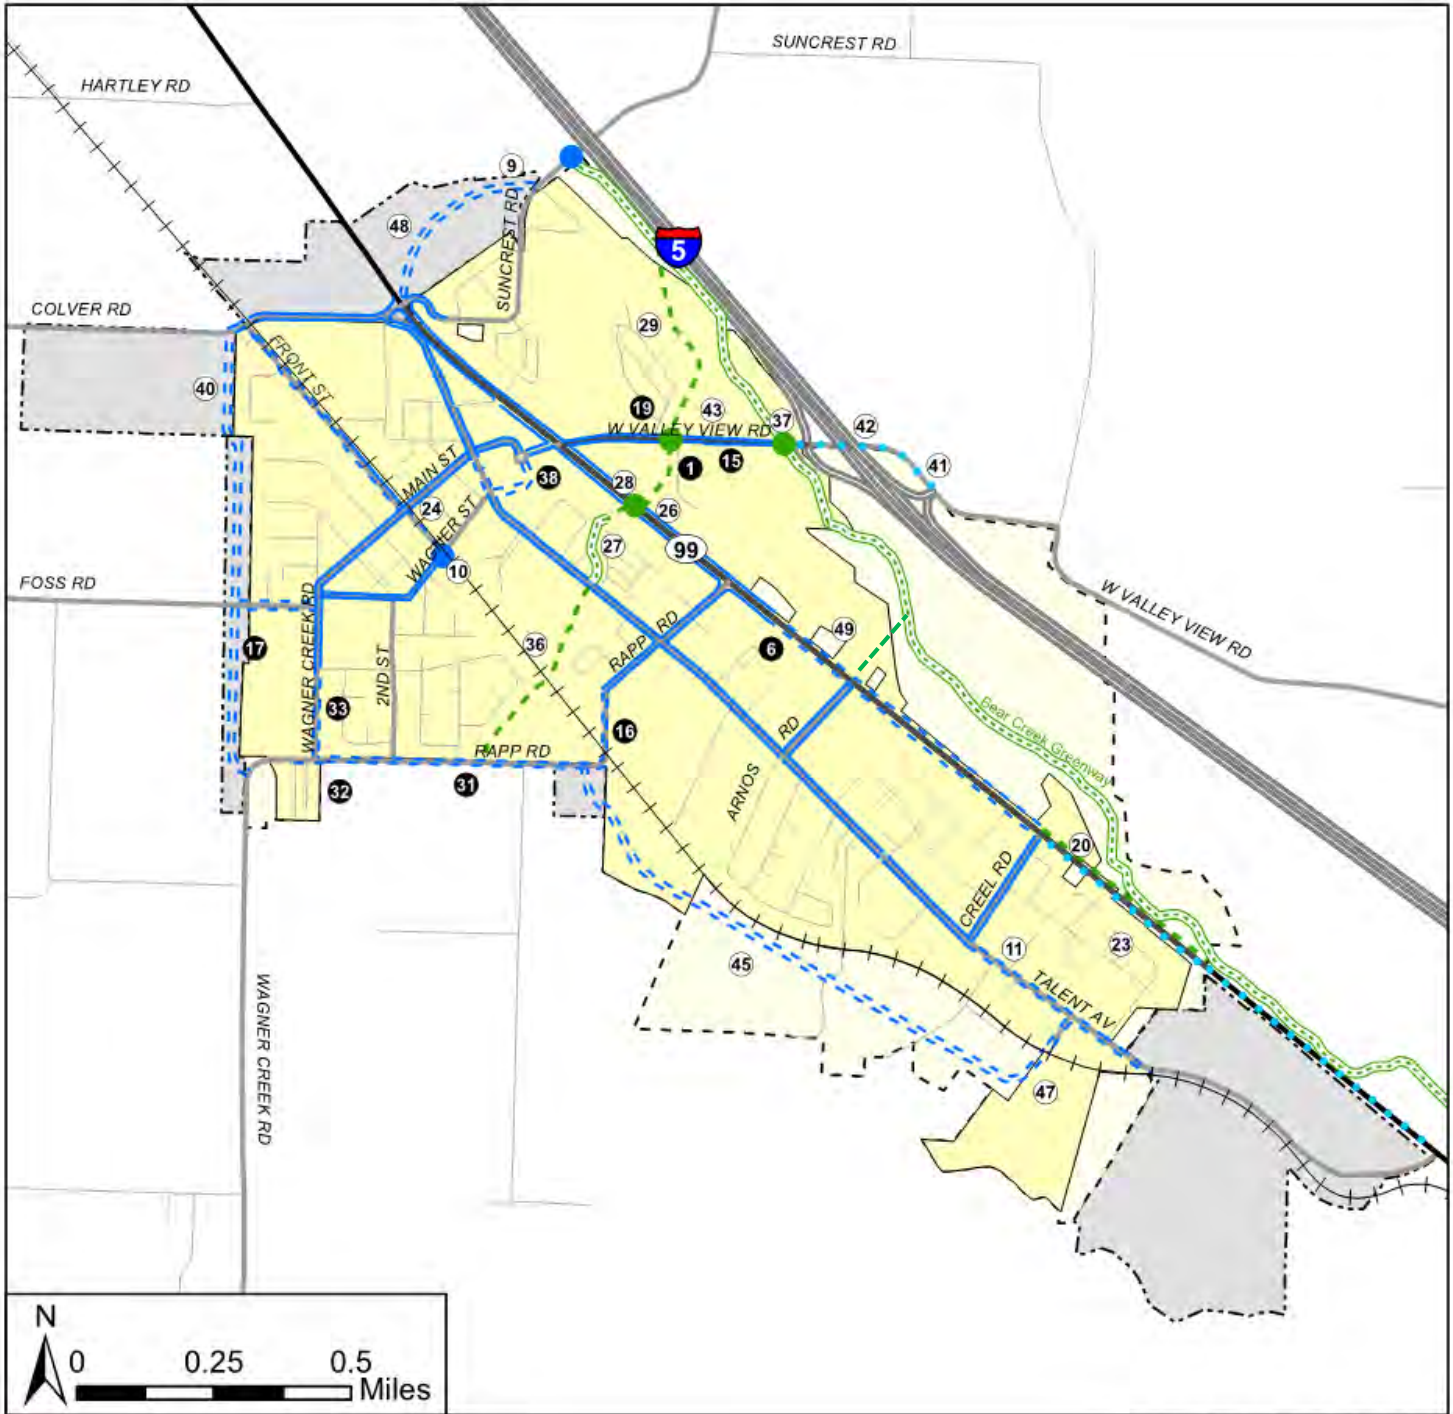 SUNCREST RD
HARTLEY RD
9
SUNCREST RD
48
5
COLVER RD
29
FRONT ST
40
19
43
37
42
W VALLEY VIEW RD
41
MAIN ST
1
15
38
28
24
26
WAGNER ST
27
99
10
FOSS RD
W VALLEY VIEW RD
WAGNER CREEK RD
49
36
RAPP RD
6
17
2ND ST
33
Bear Creek Greenway
RD
16
RAPP RD
31
32
ARNOS
20
CREEL RD
23
11
45
TALENT AV
WAGNER CREEK RD
47
N
0 0.25 0.5
Miles